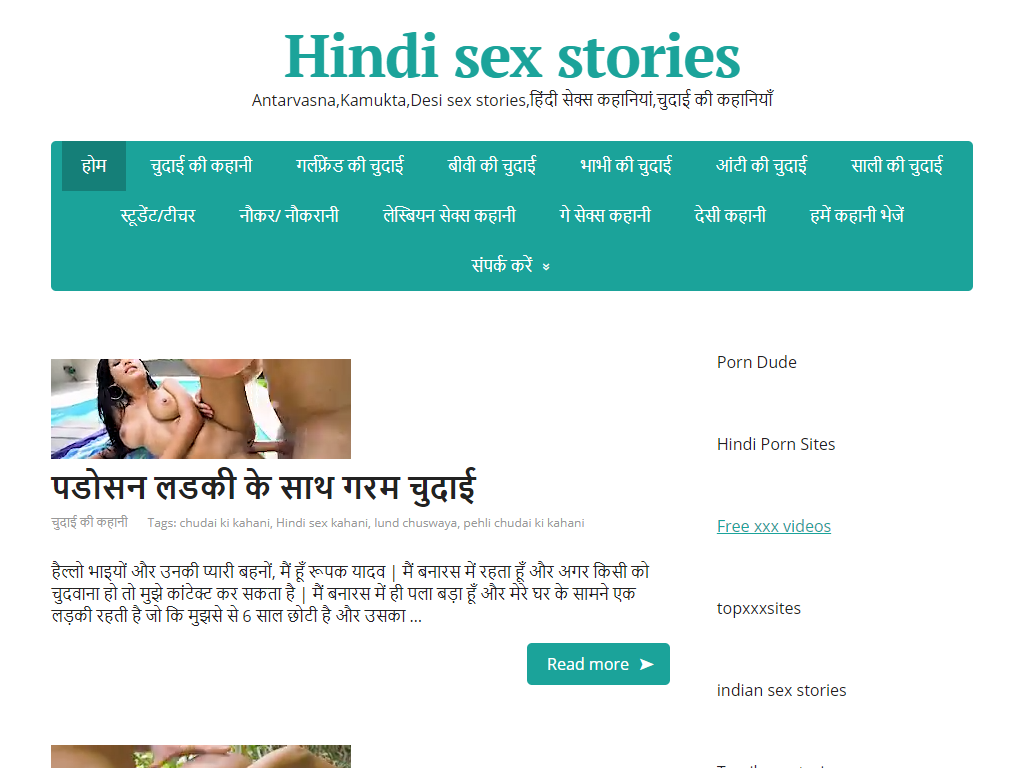 Hindi sex stories
Antarvasna,Kamukta,Desi sex stories,हिंदी सेक्स कहानियां,चुदाई की कहानियाँ
होम चुदाई की कहानी गर्लफ्रेंड की चुदाई बीवी की चुदाई भाभी की चुदाई आंटी की चुदाई साली की चुदाई
स्टूडेंट/टीचर नौकर/ नौकरानी लेस्बियन सेक्स कहानी गे सेक्स कहानी देसी कहानी हमें कहानी भेजें
संपर्क करें
पडोसन लडकी के साथ गरम चुदाई
चुदाई की कहानी Tags: chudai ki kahani, Hindi sex kahani, lund chuswaya, pehli chudai ki kahani
हैल्लो भाइयों और उनकी प्यारी बहनों, मैं हूँ रूपक यादव | मैं बनारस में रहता हूँ और अगर किसी को
चुदवाना हो तो मुझे कांटेक्ट कर सकता है | मैं बनारस में ही पला बड़ा हूँ और मेरे घर के सामने एक
लड़की रहती है जो कि मुझसे से 6 साल छोटी है और उसका ...
Read more
Porn Dude
Hindi Porn Sites
Free xxx videos
topxxxsites
indian sex stories